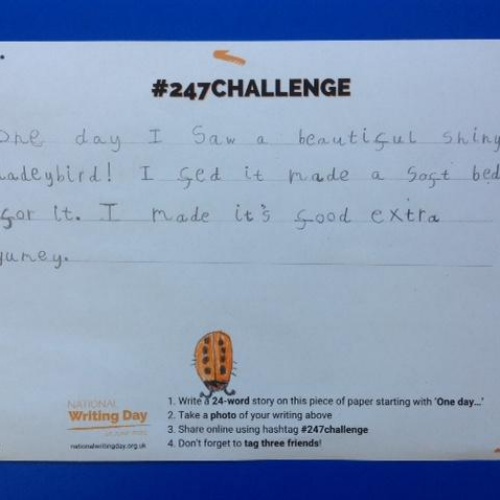 #247CHALLENGE
One day I Saw a beautiful shiny
ladeybird! I fed it made a soft bed
for it. I made it's food extra
yumey.
NATIONAL
Writing Day
nationalwritingday.org.uk
1. Write a 24-word story on this piece of paper starting with 'One day...'
2. Take a photo of your writing above
3. Share online using hashtag #247challenge
4. Don't forget to tag three friends!